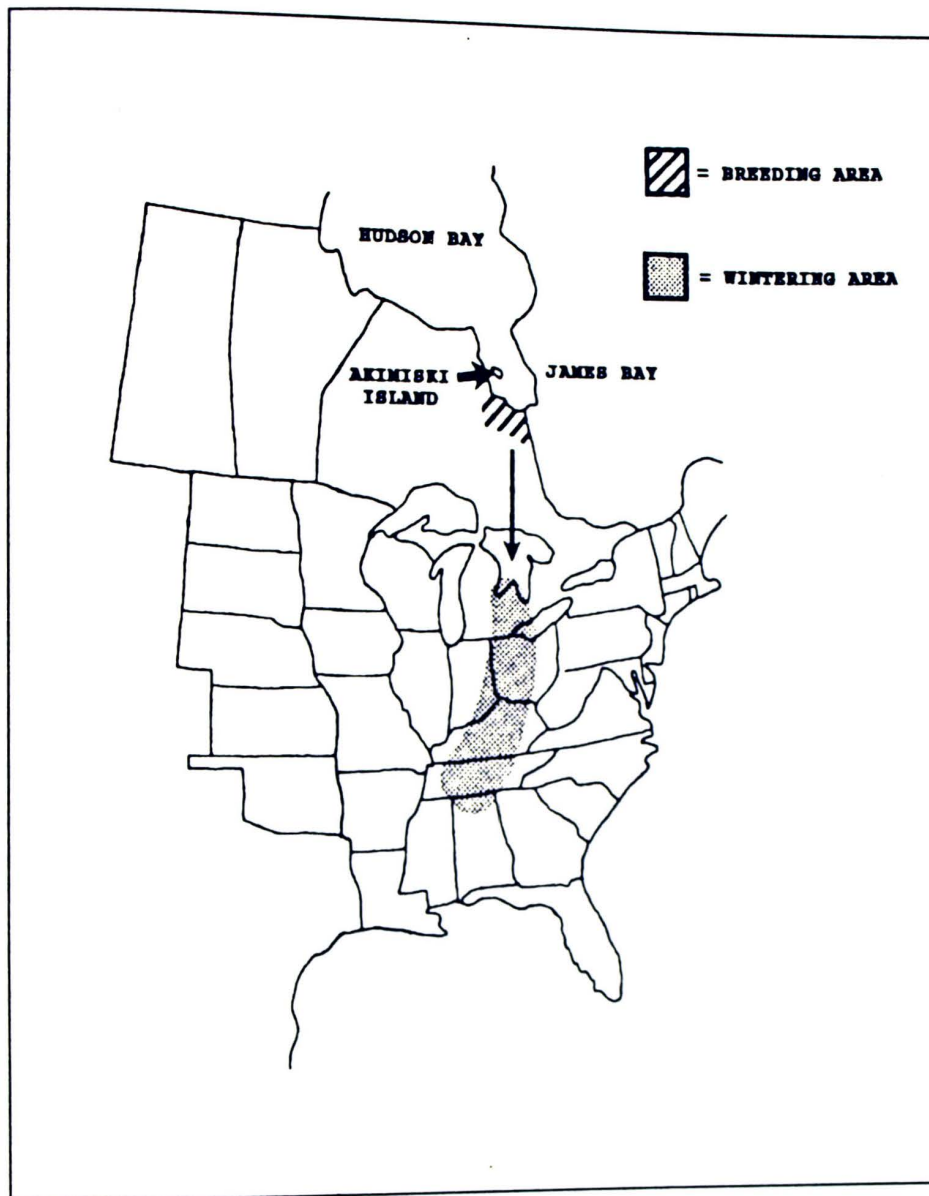 = BREEDING AREA
HUDSON BAY
= WINTERING AREA
AKIMISKI
ISLAND
JAMES BAY